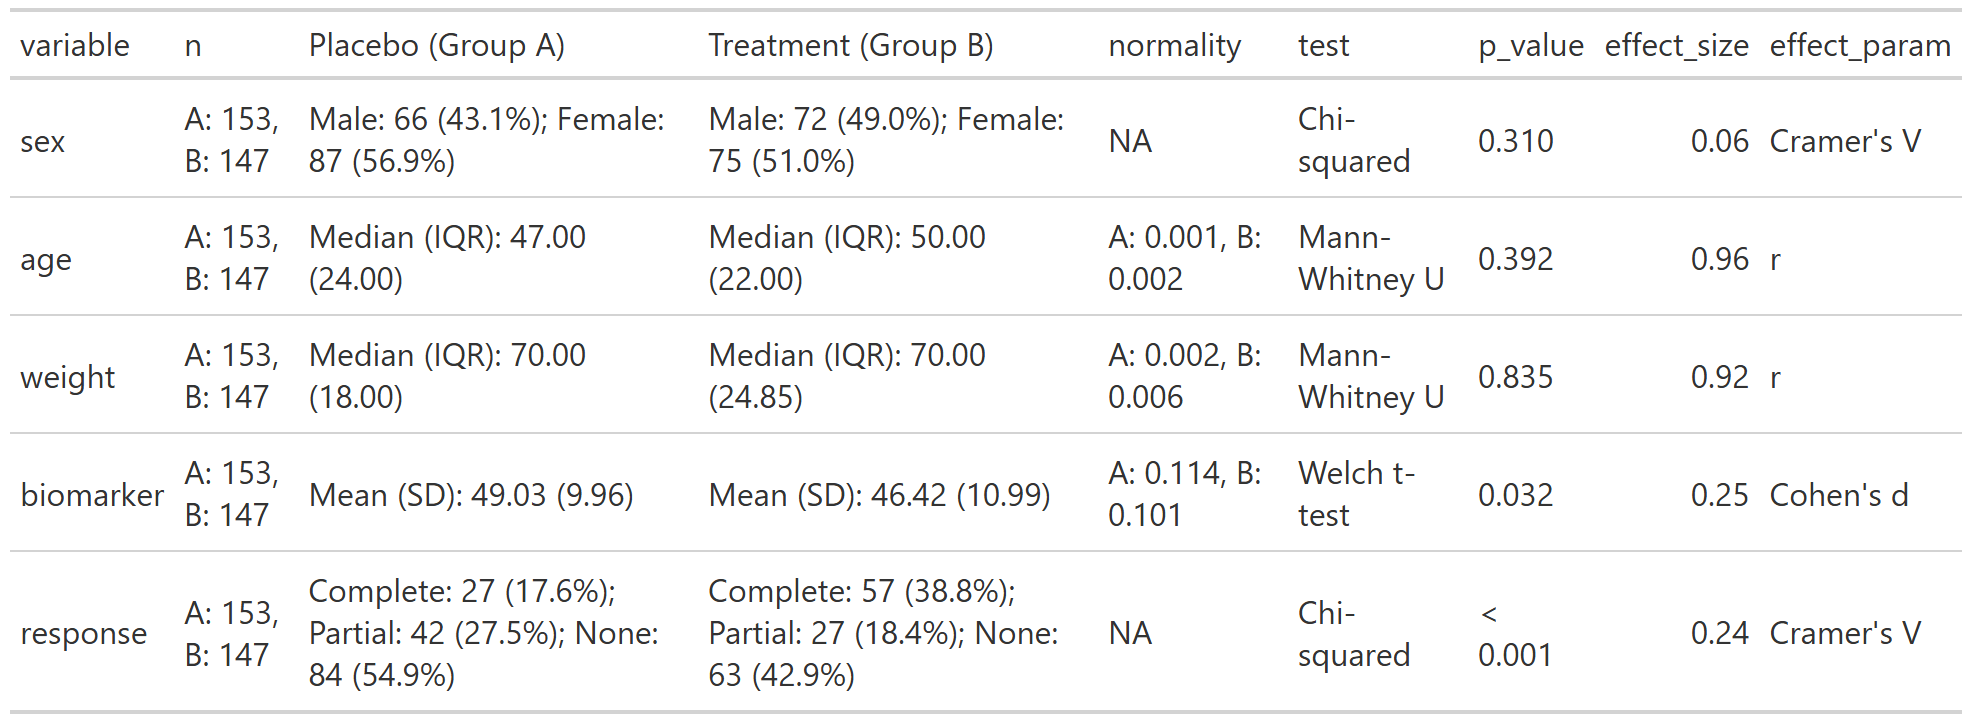 variable n Placebo (Group A) Treatment (Group B) normality test p_value effect_size effect_param
sex
A: 153,
B: 147
Male: 66 (43.1%); Female:
87 (56.9%)
Male: 72 (49.0%); Female:
75 (51.0%)
NA
Chi-
squared
0.310
0.06
Cramer's V
age
A: 153,
B: 147
Median (IQR): 47.00
(24.00)
Median (IQR): 50.00
(22.00)
A: 0.001, B:
0.002
Mann-
Whitney U
0.392
0.96
r
weight
A: 153,
B: 147
Median (IQR): 70.00
(18.00)
Median (IQR): 70.00
(24.85)
A: 0.002, B:
0.006
Mann-
Whitney U
0.835
0.92
r
biomarker
A: 153,
B: 147
Mean (SD): 49.03 (9.96)
Mean (SD): 46.42 (10.99)
A: 0.114, B:
0.101
Welch t-
test
0.032
0.25
Cohen's d
response
A: 153,
B: 147
Complete: 27 (17.6%);
Partial: 42 (27.5%); None:
84 (54.9%)
Complete: 57 (38.8%);
Partial: 27 (18.4%); None:
63 (42.9%)
NA
Chi-
squared
<
0.001
0.24
Cramer's V